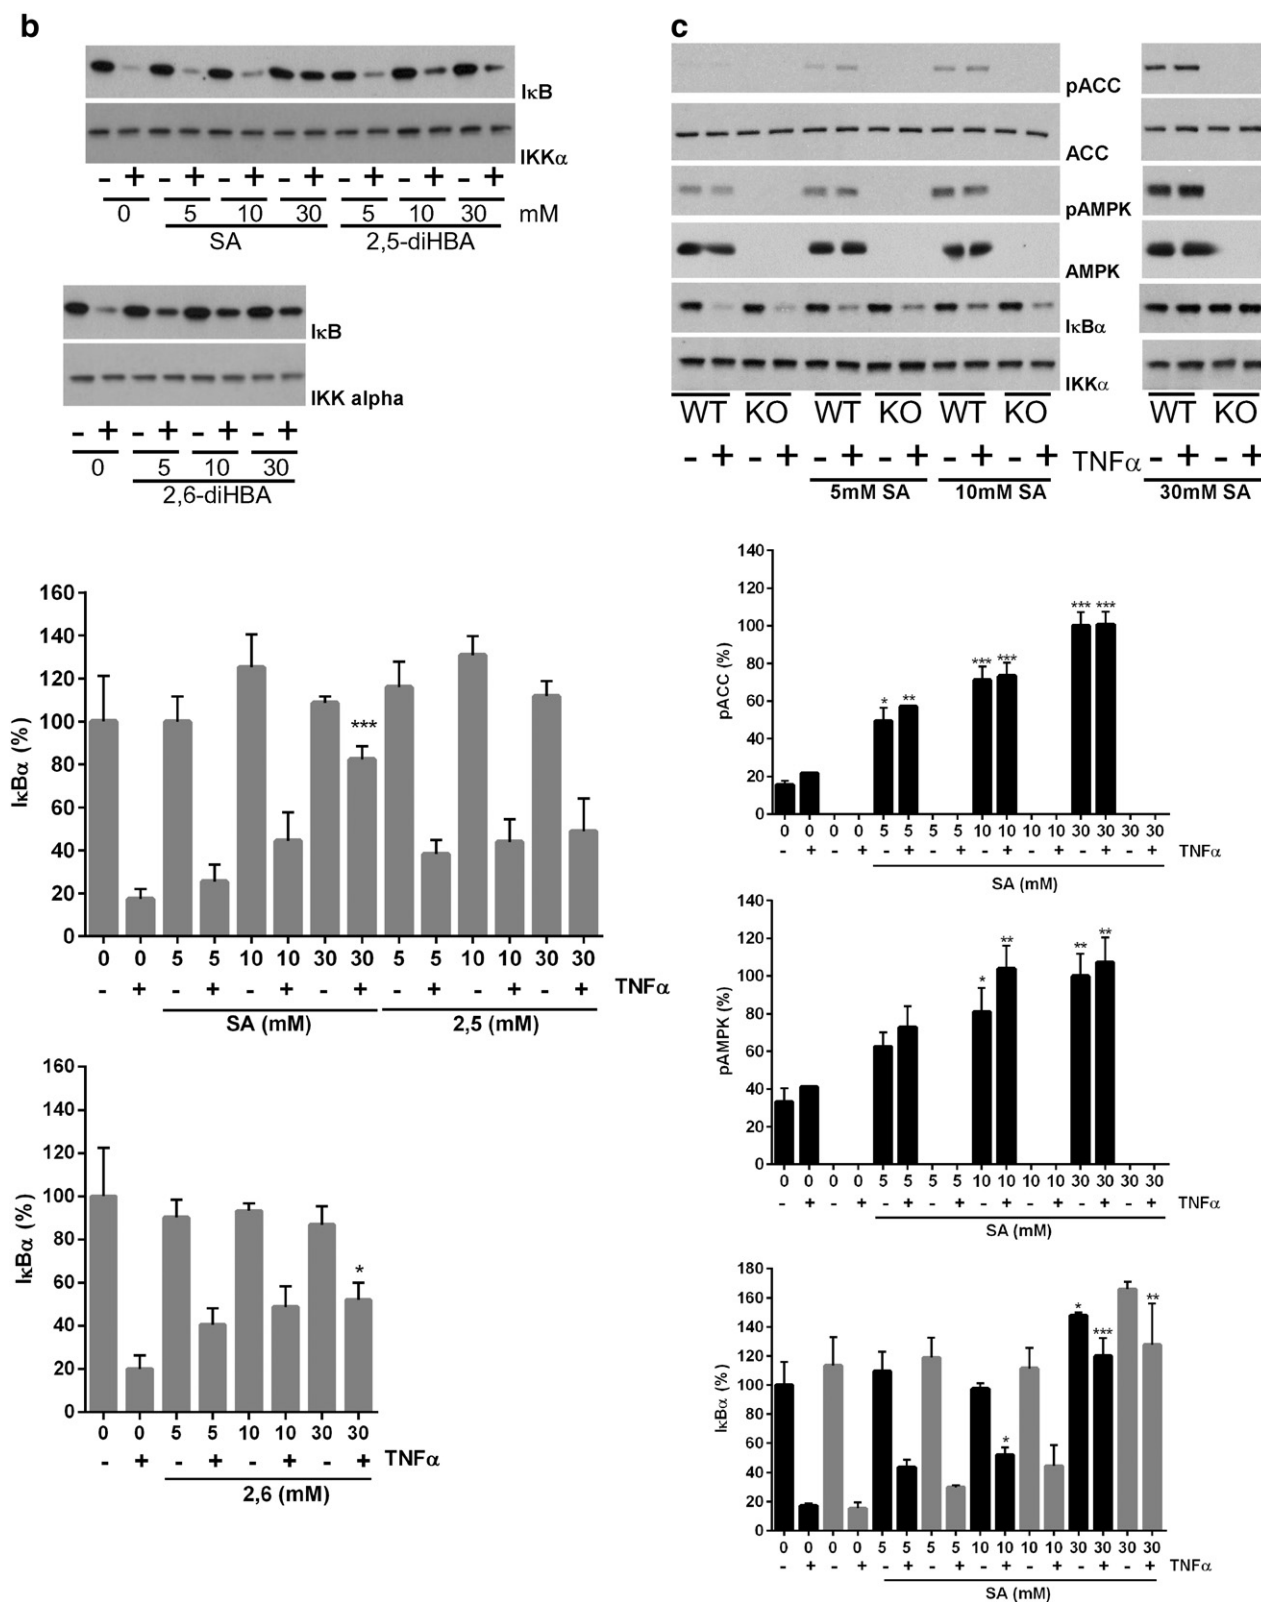 b
IκB
IKKα
- + - + - + - + - + - + - +
0 5 10 30 5 10 30 mM
SA 2,5-diHBA
IκB
IKK alpha
- + - + - + - +
0 5 10 30
2,6-diHBA
160
140
120
100
80
60
40
20
0
IκBα (%)
***
0 0 5 5 10 10 30 30 5 5 10 10 30 30
- + - + - + - + - + - + - + TNFα
SA (mM) 2,5 (mM)
160
140
120
100
80
60
40
20
0
IκBα (%)
*
0 0 5 5 10 10 30 30
- + - + - + - + TNFα
2,6 (mM)
c
pACC
ACC
pAMPK
AMPK
IκBα
IKKα
WT KO WT KO WT KO WT KO
- + - + - + - + - + - + TNFα - + - +
5mM SA 10mM SA 30mM SA
140
120
100
80
60
40
20
0
pACC (%)
* ** *** *** *** ***
0 0 0 0 5 5 5 5 10 10 10 10 30 30 30 30
- + - + - + - + - + - + - + - + TNFα
SA (mM)
140
120
100
80
60
40
20
0
pAMPK (%)
* ** ** **
0 0 0 0 5 5 5 5 10 10 10 10 30 30 30 30
- + - + - + - + - + - + - + - + TNFα
SA (mM)
180
160
140
120
100
80
60
40
20
0
IκBα (%)
* * *** **
0 0 0 0 5 5 5 5 10 10 10 10 30 30 30 30
- + - + - + - + - + - + - + - + TNFα
SA (mM)